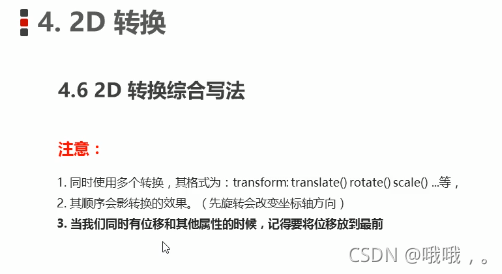 4. 2D 转换
4.6 2D 转换综合写法
注意：
1. 同时使用多个转换，其格式为：transform: translate() rotate() scale() ...等，
2. 其顺序会影转换的效果。（先旋转会改变坐标轴方向）
3. 当我们同时有位移和其他属性的时候，记得要将位移放到最前
CSDN @哦哦，。